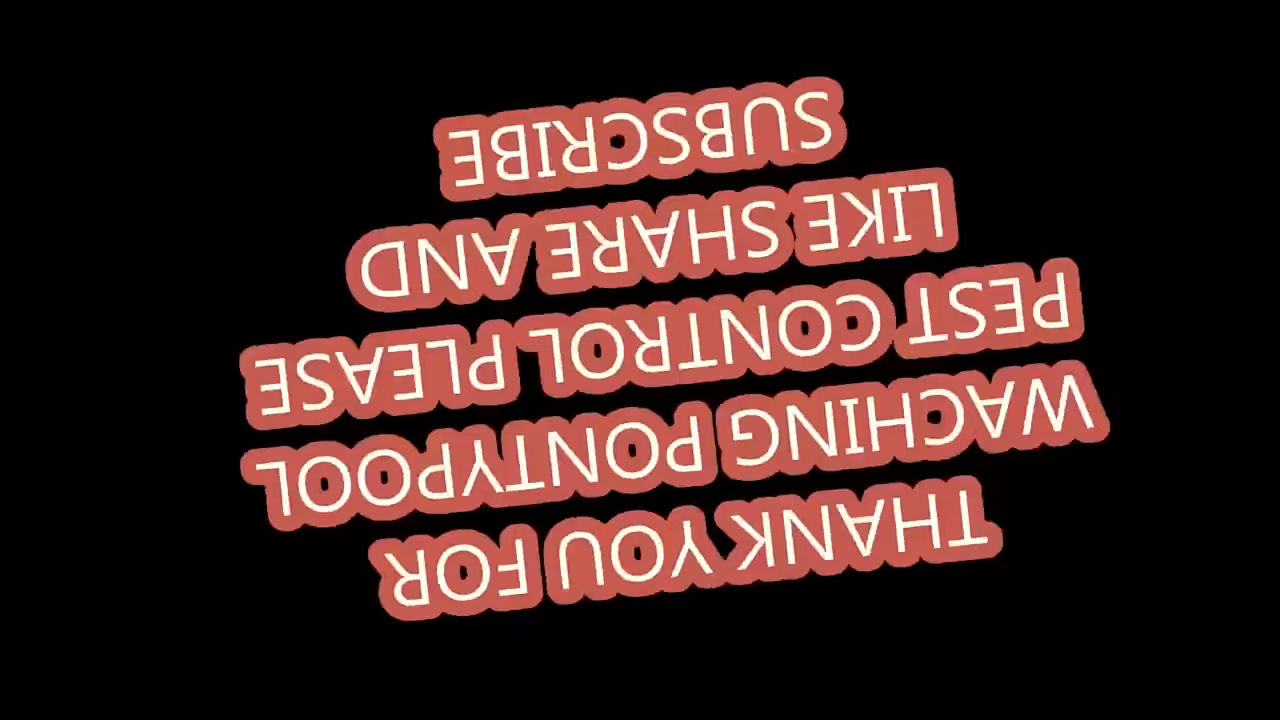 THANK YOU FOR
WACHING PONTYPOOL
PEST CONTROL PLEASE
LIKE SHARE AND
SUBSCRIBE